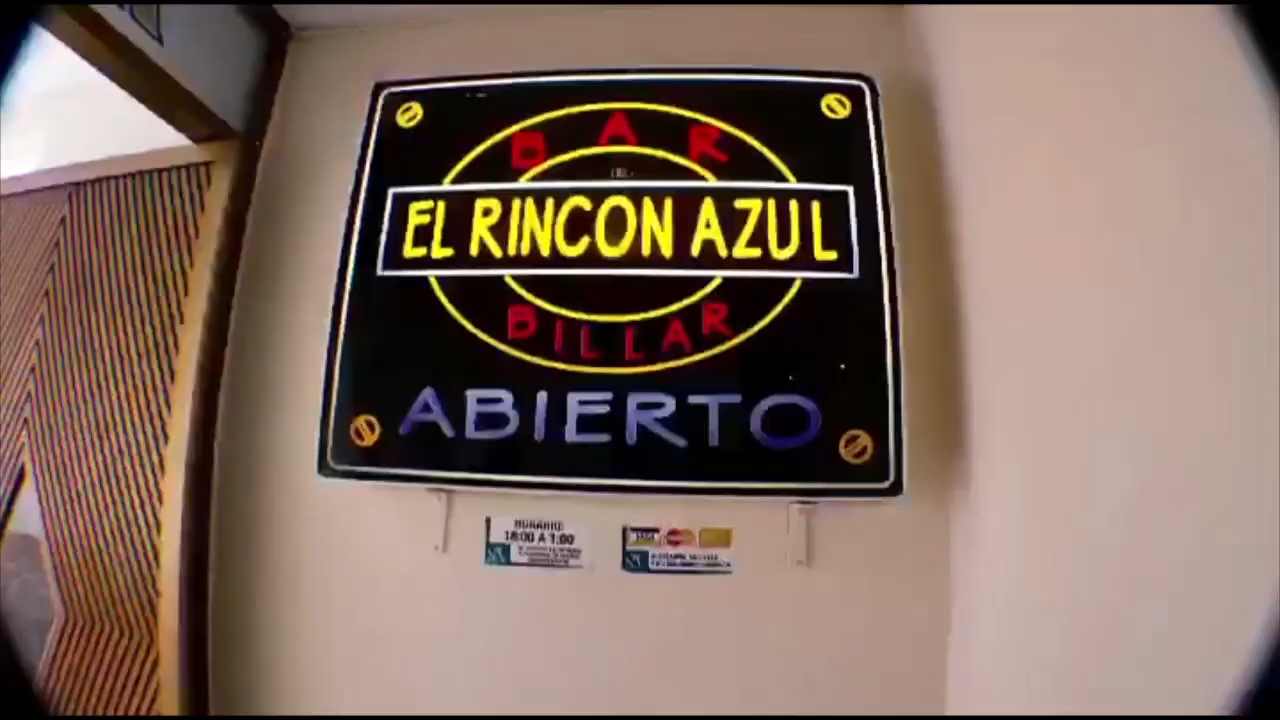 BAR
EL RINCON AZUL
BILLAR
ABIERTO
HORARIO:
18:00 A 1:00